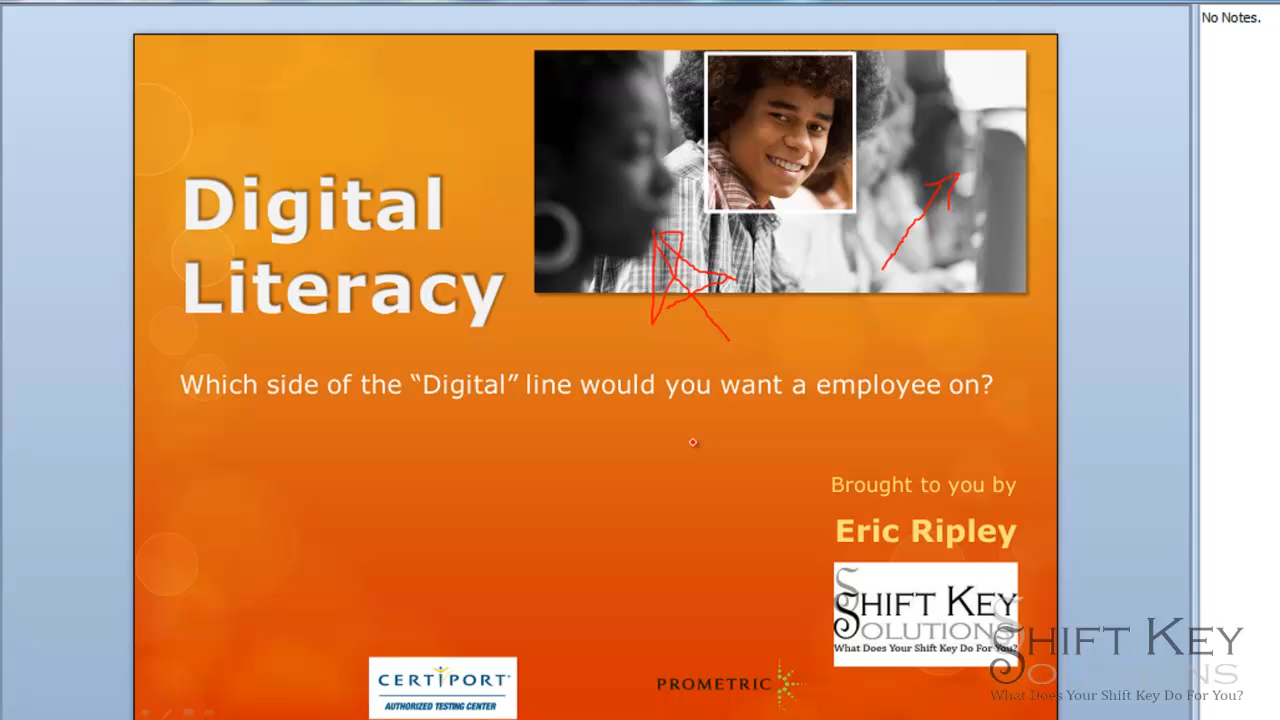 No Notes.
Digital
Literacy
Which side of the “Digital” line would you want a employee on?
Brought to you by
Eric Ripley
SHIFT KEY
SOLUTIONS
What Does Your Shift Key Do For You?
CERTIPORT®
AUTHORIZED TESTING CENTER
PROMETRIC
SHIFT KEY
SOLUTIONS
What Does Your Shift Key Do For You?